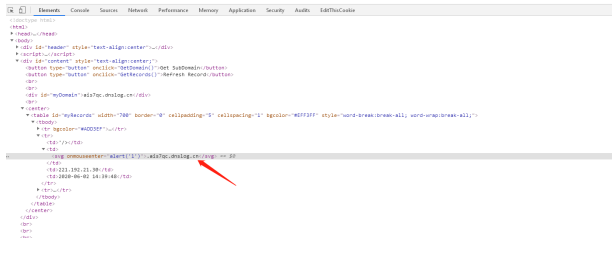 Elements Console Sources Network Performance Memory Application Security Audits EditThisCookie
<!doctype html>
<html>
▶<head>…</head>
▼<body>
▶<div id="header" style="text-align:center">…</div>
▶<script>…</script>
▼<div id="content" style="text-align:center;">
<button type="button" onclick="GetDomain()">Get SubDomain</button>
<button type="button" onclick="GetRecords()">Refresh Record</button>
<br>
<br>
<div id="myDomain">ais7qc.dnslog.cn</div>
<br>
▼<center>
▼<table id="myRecords" width="700" border="0" cellpadding="5" cellspacing="1" bgcolor="#EFF3FF" style="word-break:break-all; word-wrap:break-all;">
▼<tbody>
▶<tr bgcolor="#ADD3EF">…</tr>
▼<tr>
<td>"/></td>
▼<td>
<svg onmouseenter="alert('1')">.ais7qc.dnslog.cn</svg> == $0
</td>
<td>221.192.21.30</td>
<td>2020-06-02 14:39:48</td>
</tr>
▶<tr>…</tr>
</tbody>
</table>
</center>
</div>
<br>
<br>